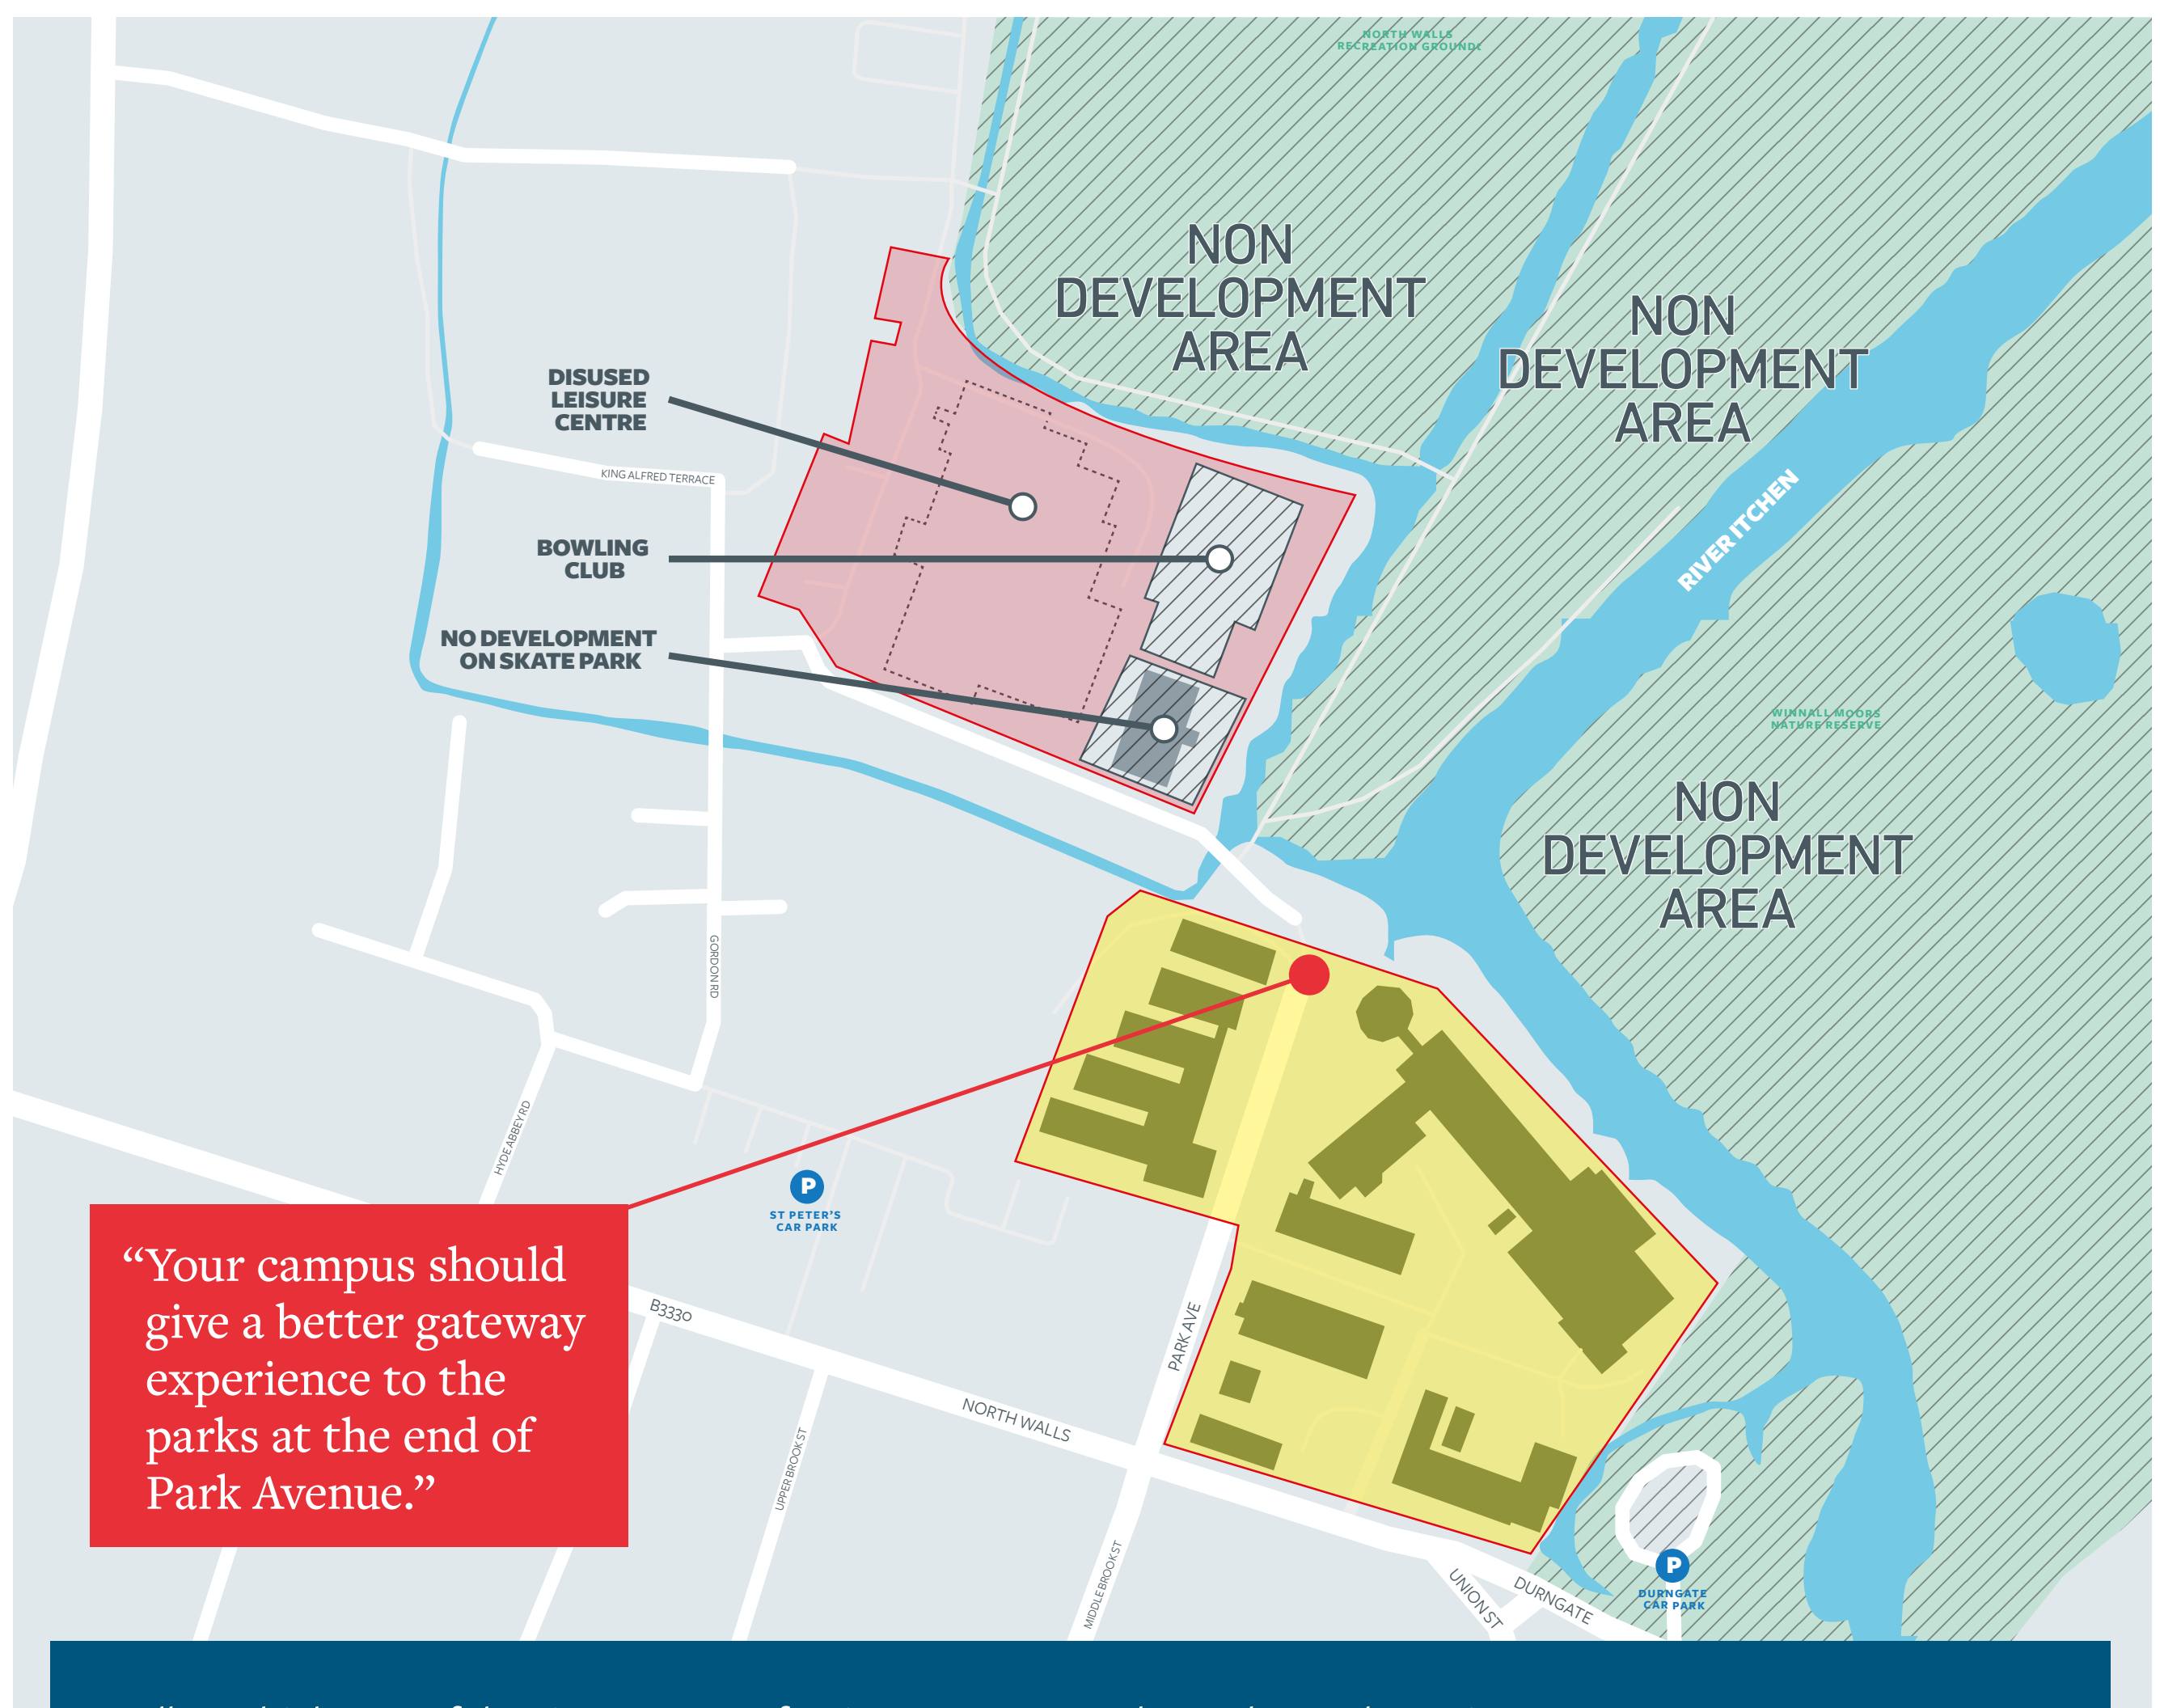 NORTH WALLS
RECREATION GROUND
NON
DEVELOPMENT
AREA
NON
DEVELOPMENT
AREA
DISUSED
LEISURE
CENTRE
KING ALFRED TERRACE
BOWLING
CLUB
RIVER ITCHEN
NO DEVELOPMENT
ON SKATE PARK
WINNALL MOORS
NATURE RESERVE
NON
DEVELOPMENT
AREA
GORDON RD
HYDE ABBEY RD
P
ST PETER'S
CAR PARK
“Your campus should
give a better gateway
experience to the
parks at the end of
Park Avenue.”
B3330
PARK AVE
NORTH WALLS
UPPER BROOK ST
MIDDLE BROOK ST
UNION ST
DURNGATE
P
DURNGATE
CAR PARK